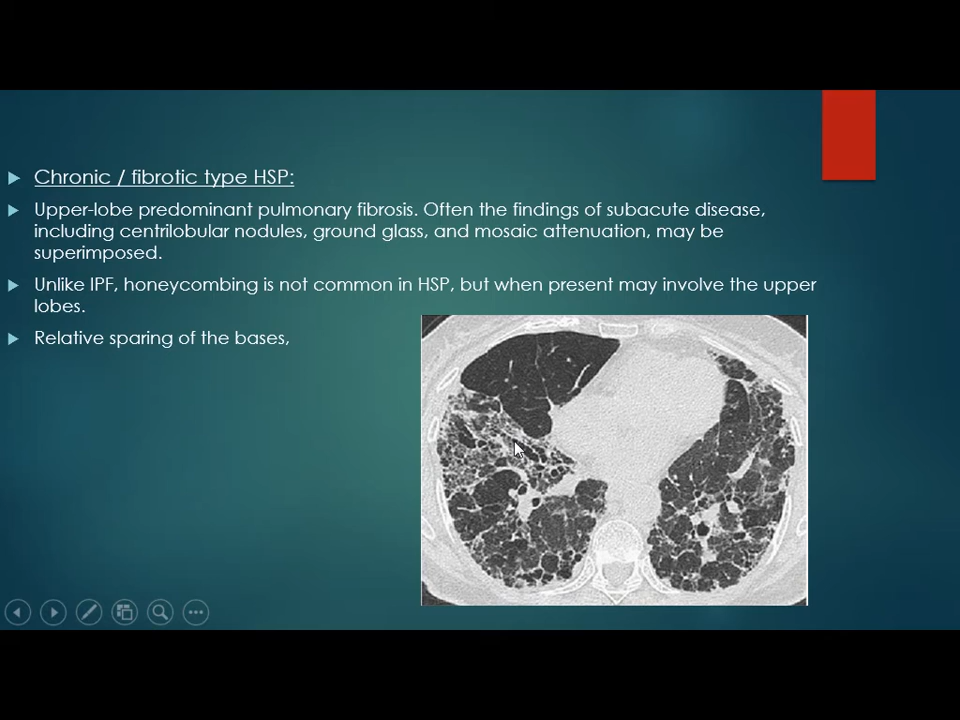 Chronic / fibrotic type HSP:
Upper-lobe predominant pulmonary fibrosis. Often the findings of subacute disease,
including centrilobular nodules, ground glass, and mosaic attenuation, may be
superimposed.
Unlike IPF, honeycombing is not common in HSP, but when present may involve the upper
lobes.
Relative sparing of the bases,